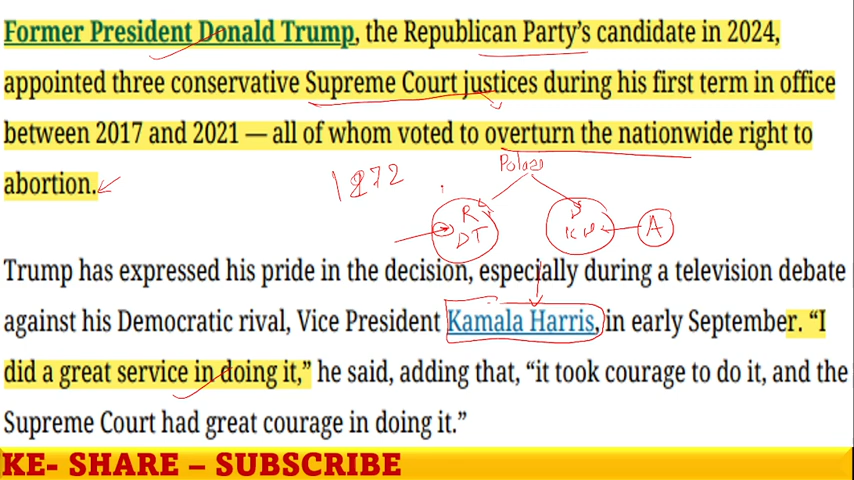 Former President Donald Trump, the Republican Party's candidate in 2024,
appointed three conservative Supreme Court justices during his first term in office
between 2017 and 2021 — all of whom voted to overturn the nationwide right to
abortion.
R
DT
A
Trump has expressed his pride in the decision, especially during a television debate
against his Democratic rival, Vice President Kamala Harris, in early September. “I
did a great service in doing it,” he said, adding that, “it took courage to do it, and the
Supreme Court had great courage in doing it.”
KE- SHARE – SUBSCRIBE